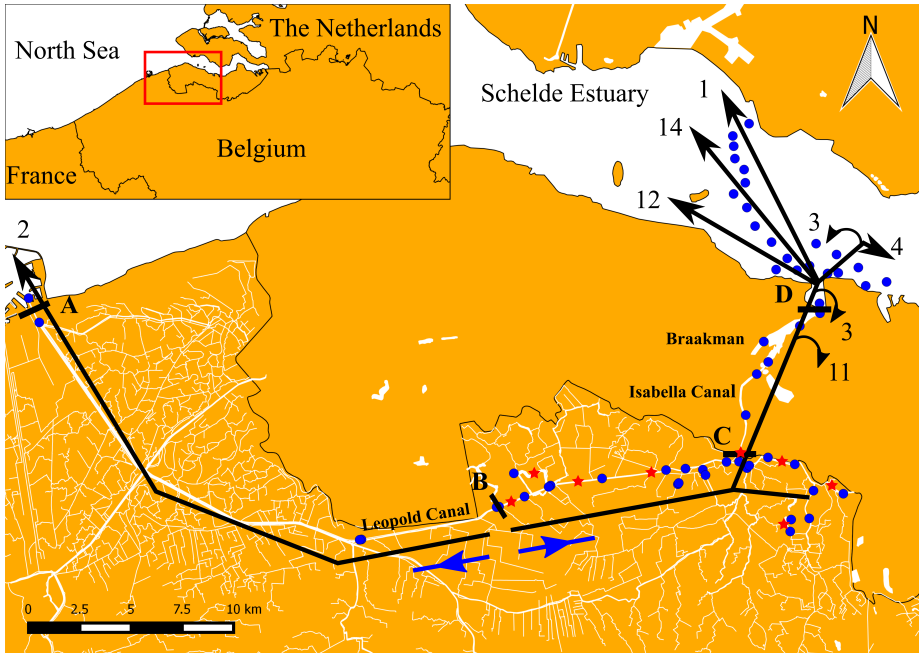 The Netherlands
North Sea
Belgium
France
Schelde Estuary
N
1
14
12
3
4
2
A
D
Braakman
3
11
Isabella Canal
C
B
Leopold Canal
0 2.5 5 7.5 10 km